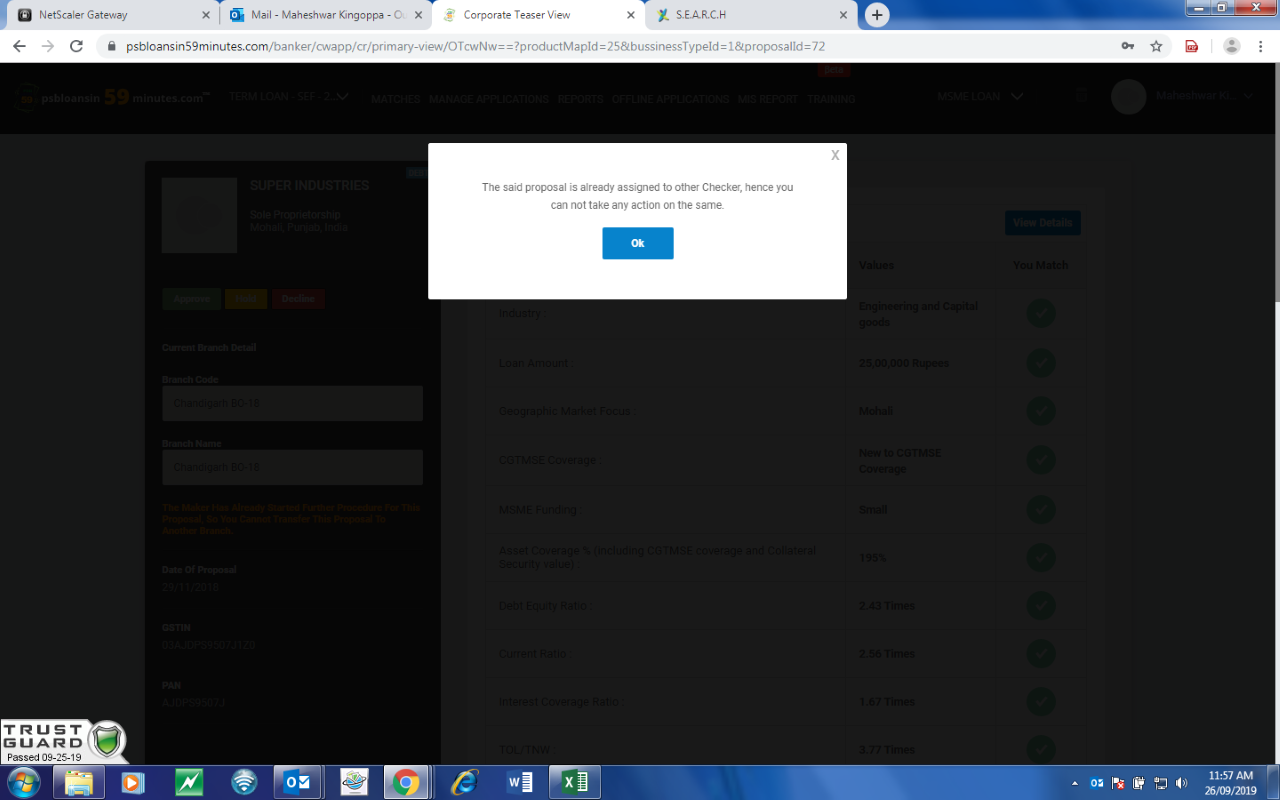 NetScaler Gateway
Mail - Maheshwar Kingoppa - Ou
Corporate Teaser View
S.E.A.R.C.H
psbloansin59minutes.com/banker/cwapp/cr/primary-view/OTcwNw==?productMapId=25&bussinessTypeId=1&proposalId=72
psbloansin 59 minutes.com
TERM LOAN - SFF - 2...
MATCHES MANAGE APPLICATIONS REPORTS OFFLINE APPLICATIONS MIS REPORT TRAINING
MSME LOAN
Maheshwar Ki...
X
The said proposal is already assigned to other Checker, hence you
can not take any action on the same.
Ok
SUPER INDUSTRIES
Sole Proprietorship
Mohali, Punjab, India
Approve Hold Decline
Current Branch Detail
Branch Code
Chandigarh BO-18
Branch Name
Chandigarh BO-18
The Maker Has Already Started Further Procedure For This
Proposal, So You Cannot Transfer This Proposal To
Another Branch.
Date Of Proposal
29/11/2018
GSTIN
PAN
View Details
Values You Match
Industry : Engineering and Capital
goods
Loan Amount : 25,00,000 Rupees
Geographic Market Focus : Mohali
CGTMSE Coverage : New to CGTMSE
Coverage
MSME Funding Small
Asset Coverage % (Including CGTMSE coverage and Collateral
Security value) : 195%
Debt Equity Ratio : 2.43 Times
Current Ratio 2.56 Times
Interest Coverage Ratio : 1.67 Times
TOL/TNW 3.77 Times
TRUST
GUARD
Passed 09-25-19
11:57 AM
26/09/2019